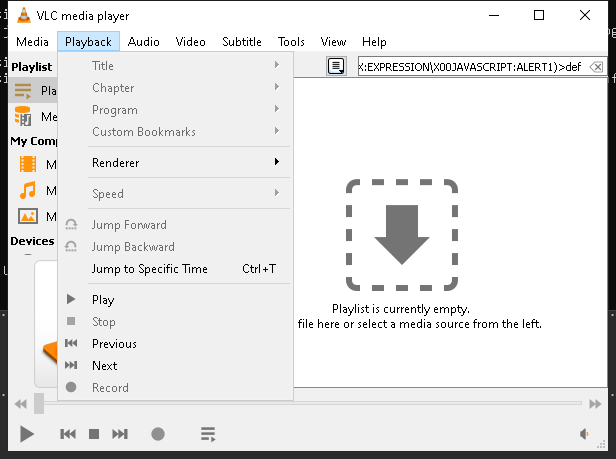 VLC media player
Media Playback Audio Video Subtitle Tools View Help
Playlist
X:EXPRESSION\X00JAVASCRIPT:ALERT1)>def
Title
Chapter
Program
Custom Bookmarks
Renderer
Speed
Jump Forward
Jump Backward
Jump to Specific Time Ctrl+T
Play
Stop
Previous
Next
Record
Pla
Me
My Comp
M
M
M
Devices
Playlist is currently empty.
file here or select a media source from the left.